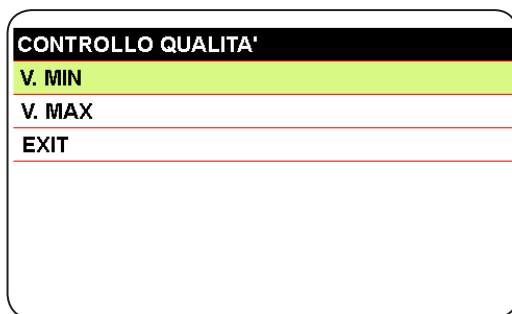 CONTROLLO QUALITA'
V. MIN
V. MAX
EXIT